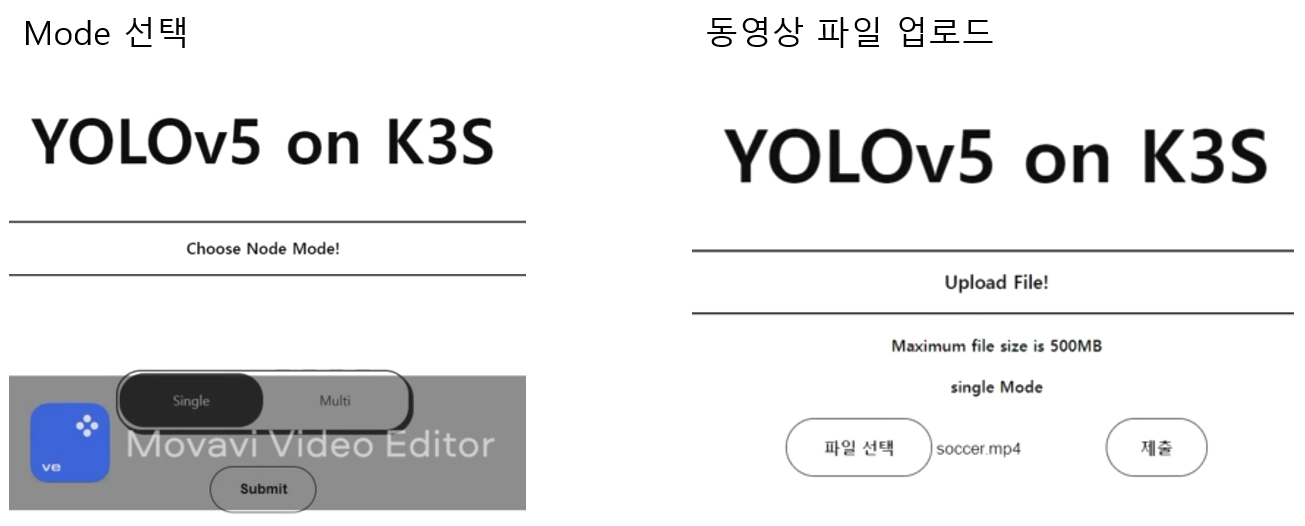 Mode 선택
YOLOv5 on K3S
Choose Node Mode!
Single Multi
ve Movavi Video Editor
Submit
동영상 파일 업로드
YOLOv5 on K3S
Upload File!
Maximum file size is 500MB
single Mode
파일 선택 soccer.mp4 제출